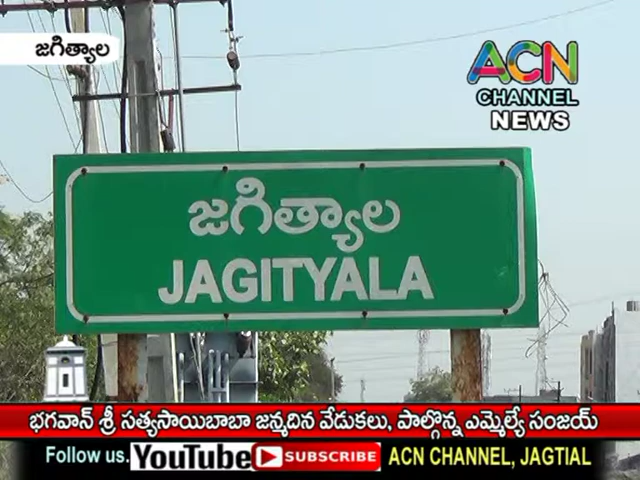 జగిత్యాల
ACN
CHANNEL
NEWS
జగిత్యాల
JAGITYALA
భగవాన్ శ్రీ సత్యసాయిబాబా జన్మదిన వేడుకలు, పాల్గొన్న ఎమ్మెల్యే సంజయ్
Follow us. YouTube SUBSCRIBE ACN CHANNEL, JAGTIAL